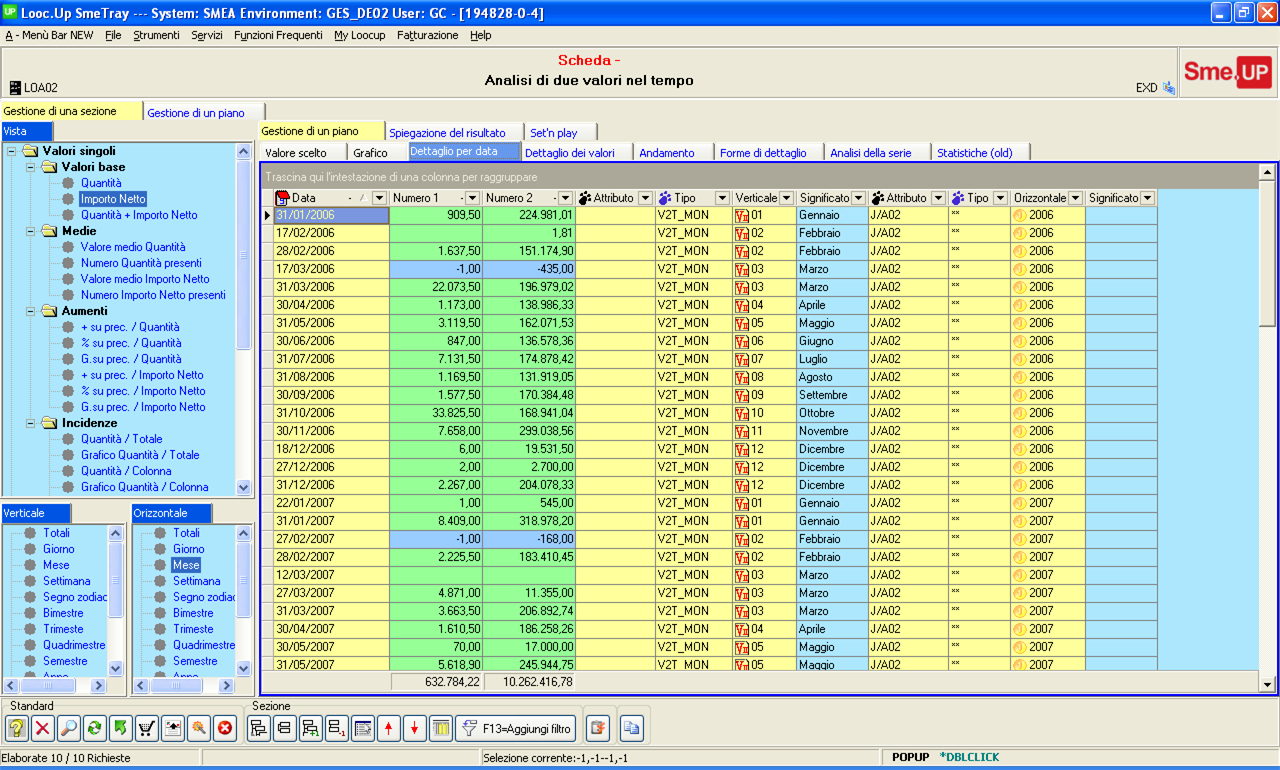 UP Looc.Up SmeTray --- System: SMEA Environment: GES_DE02 User: GC - [194828-0-4]
A - Menù Bar NEW File Strumenti Servizi Funzioni Frequenti My Loocup Fatturazione Help
Scheda -
Analisi di due valori nel tempo
LOA02
EXD
Sme.UP
Gestione di una sezione Gestione di un piano
Vista
Valori singoli
Valori base
Quantità
Importo Netto
Quantità + Importo Netto
Medie
Valore medio Quantità
Numero Quantità presenti
Valore medio Importo Netto
Numero Importo Netto presenti
Aumenti
+ su prec. / Quantità
% su prec. / Quantità
G.su prec. / Quantità
+ su prec. / Importo Netto
% su prec. / Importo Netto
G.su prec. / Importo Netto
Incidenze
Quantità / Totale
Grafico Quantità / Totale
Quantità / Colonna
Grafico Quantità / Colonna
Verticale
Totali
Giorno
Mese
Settimana
Segno zodiac
Bimestre
Trimeste
Quadrimestre
Semestre
Orizzontale
Totali
Giorno
Mese
Settimana
Segno zodiac
Bimestre
Trimeste
Quadrimestre
Semestre
Gestione di un piano Spiegazione del risultato Set'n play
Valore scelto Grafico Dettaglio per data Dettaglio dei valori Andamento Forme di dettaglio Analisi della serie Statistiche (old)
Trascina qui l'intestazione di una colonna per raggruppare
Data Numero 1 - Numero 2 - Attributo Tipo Verticale Significato Attributo Tipo Orizzontale Significato
31/01/2006 909,50 224.981,01 V2T_MON 01 Gennaio J/A02 ** 2006
17/02/2006 1,81 V2T_MON 02 Febbraio J/A02 ** 2006
28/02/2006 1.637,50 151.174,90 V2T_MON 02 Febbraio J/A02 ** 2006
17/03/2006 -1,00 -435,00 V2T_MON 03 Marzo J/A02 ** 2006
31/03/2006 22.073,50 196.979,02 V2T_MON 03 Marzo J/A02 ** 2006
30/04/2006 1.173,00 138.986,33 V2T_MON 04 Aprile J/A02 ** 2006
31/05/2006 3.119,50 162.071,53 V2T_MON 05 Maggio J/A02 ** 2006
30/06/2006 847,00 136.578,36 V2T_MON 06 Giugno J/A02 ** 2006
31/07/2006 7.131,50 174.878,42 V2T_MON 07 Luglio J/A02 ** 2006
31/08/2006 1.169,50 131.919,05 V2T_MON 08 Agosto J/A02 ** 2006
30/09/2006 1.577,50 170.384,48 V2T_MON 09 Settembre J/A02 ** 2006
31/10/2006 33.825,50 168.941,04 V2T_MON 10 Ottobre J/A02 ** 2006
30/11/2006 7.658,00 299.038,56 V2T_MON 11 Novembre J/A02 ** 2006
18/12/2006 6,00 19.531,50 V2T_MON 12 Dicembre J/A02 ** 2006
27/12/2006 2,00 2.700,00 V2T_MON 12 Dicembre J/A02 ** 2006
31/12/2006 2.267,00 204.078,33 V2T_MON 12 Dicembre J/A02 ** 2006
22/01/2007 1,00 545,00 V2T_MON 01 Gennaio J/A02 ** 2007
31/01/2007 8.409,00 318.978,20 V2T_MON 01 Gennaio J/A02 ** 2007
27/02/2007 -1,00 -168,00 V2T_MON 02 Febbraio J/A02 ** 2007
28/02/2007 2.225,50 183.410,45 V2T_MON 02 Febbraio J/A02 ** 2007
12/03/2007 V2T_MON 03 Marzo J/A02 ** 2007
27/03/2007 4.871,00 11.355,00 V2T_MON 03 Marzo J/A02 ** 2007
31/03/2007 3.663,50 206.892,74 V2T_MON 03 Marzo J/A02 ** 2007
30/04/2007 1.610,50 186.258,26 V2T_MON 04 Aprile J/A02 ** 2007
30/05/2007 70,00 17.000,00 V2T_MON 05 Maggio J/A02 ** 2007
31/05/2007 5.618,90 245.944,75 V2T_MON 05 Maggio J/A02 ** 2007
632.784,22 10.262.416,78
Standard Sezione
F13=Aggiungi filtro
Elaborate 10 / 10 Richieste Selezione corrente:-1,-1--1,-1 POPUP *DBLCLICK